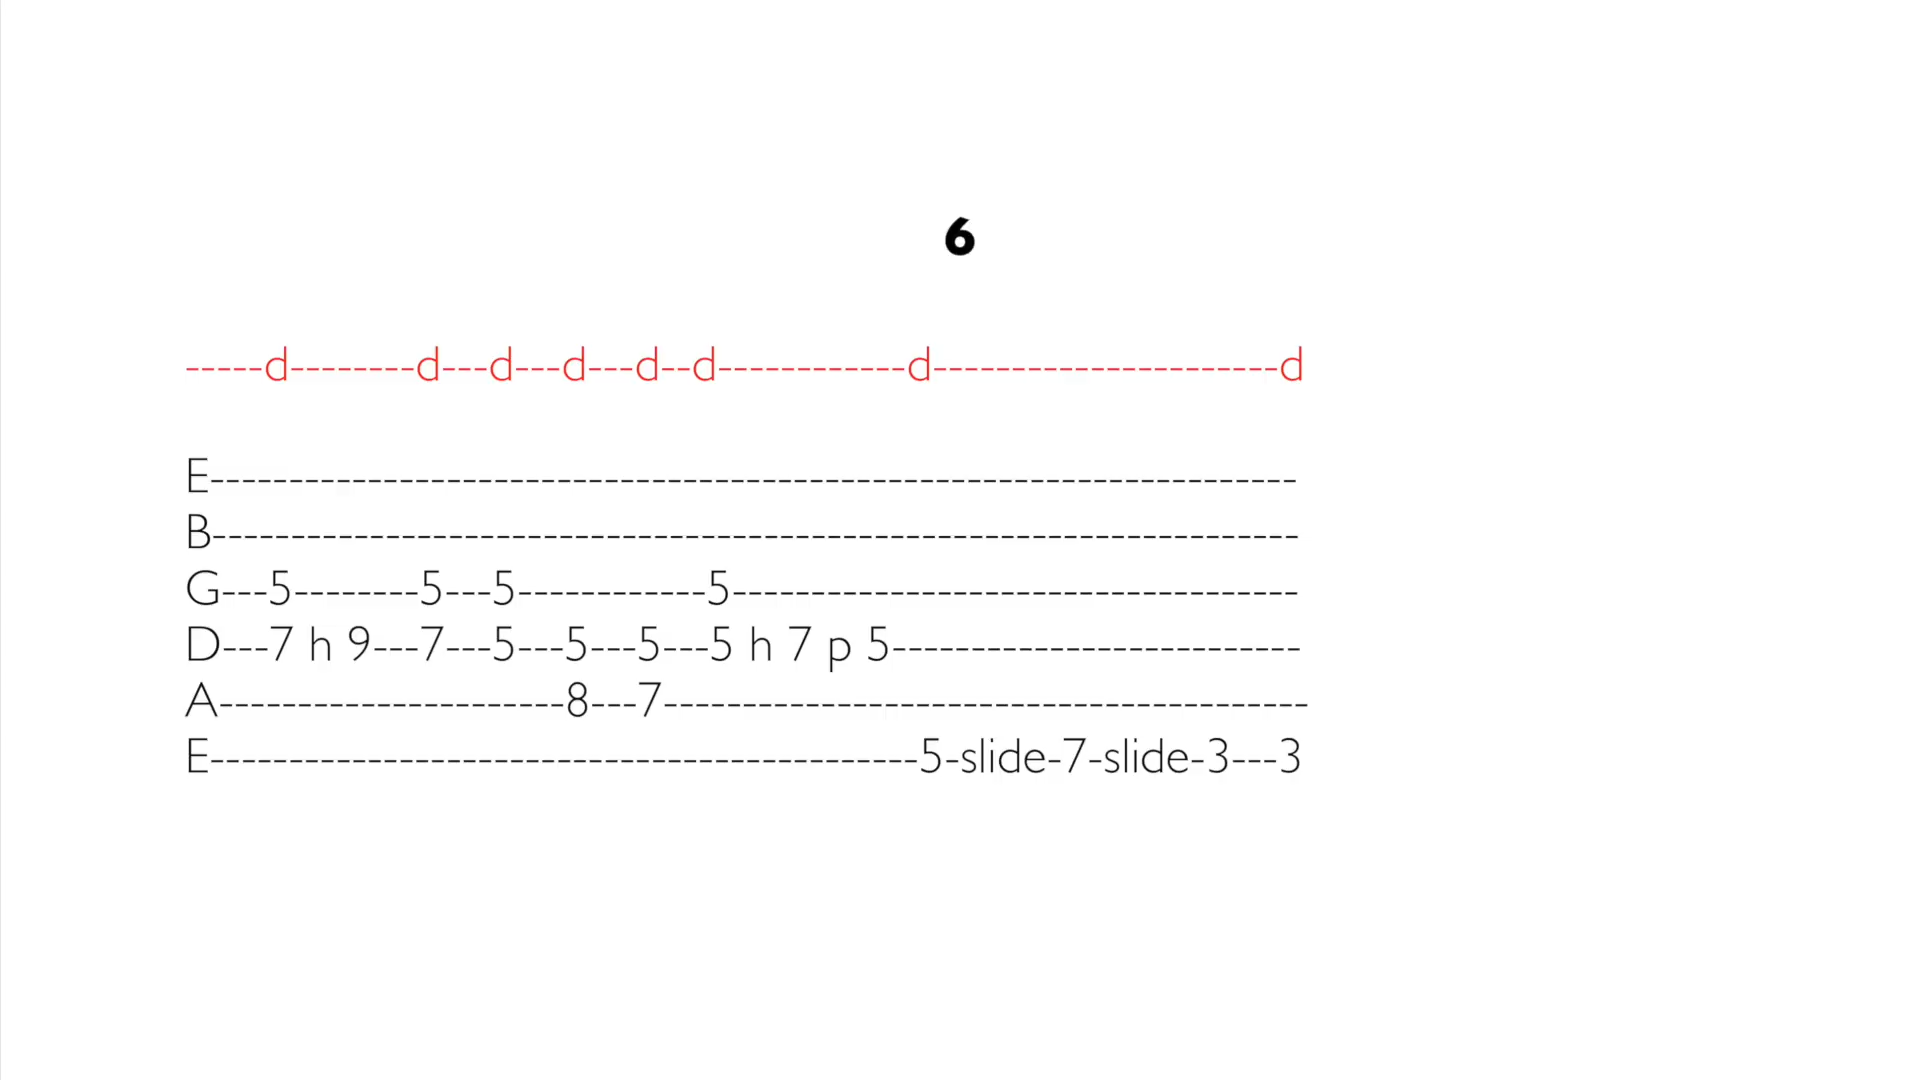 6
-----d--------d---d---d---d--d------------d----------------------d
E---------------------------------------------------------------------
B---------------------------------------------------------------------
G---5--------5---5------------5------------------------------------
D---7 h 9---7---5---5---5---5 h 7 p 5--------------------------
A----------------------8---7-----------------------------------------
E---------------------------------------------5-slide-7-slide-3---3